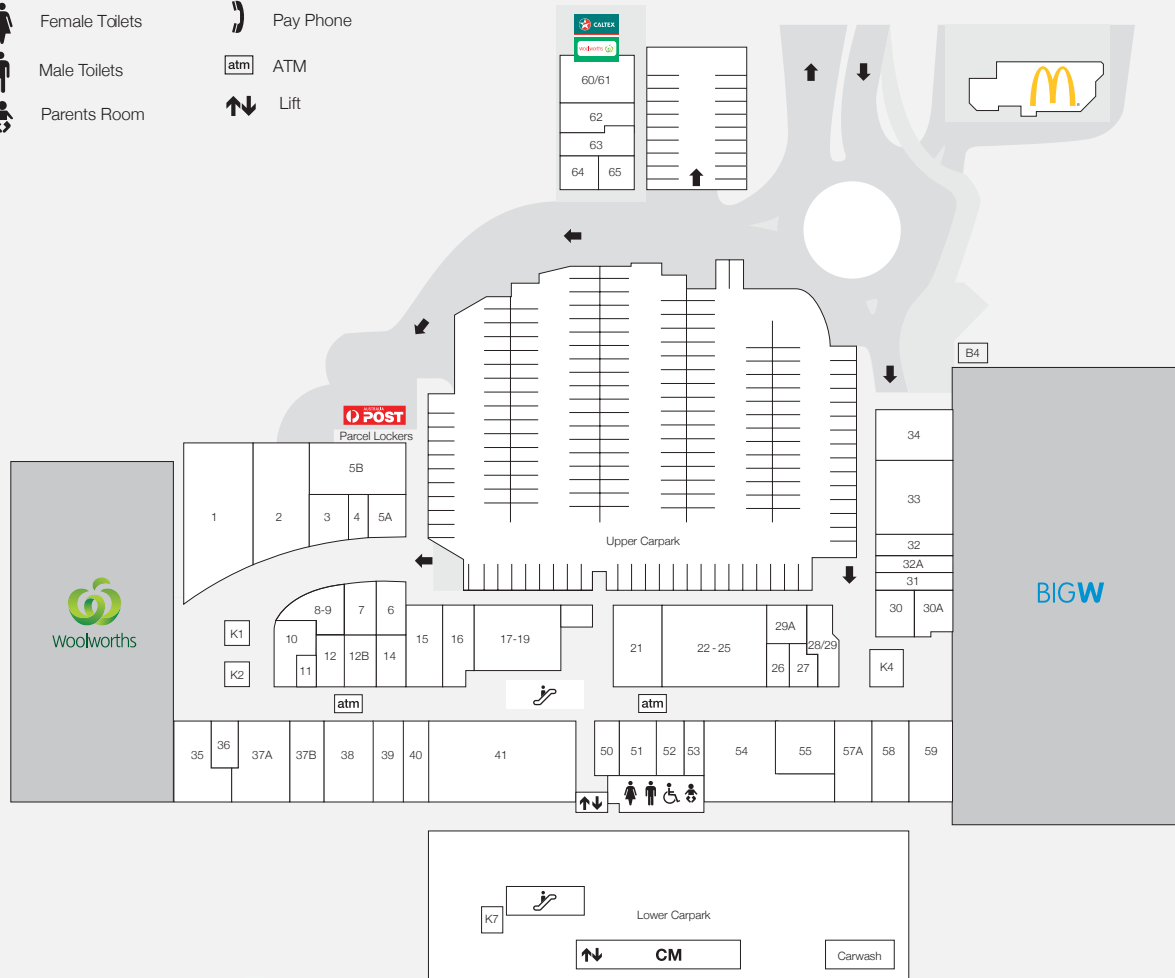 Female Toilets
Pay Phone
Male Toilets
atm ATM
Parents Room
Lift
CALTEX
woolworths
60/61
62
63
64 65
B4
AUSTRALIA
POST
Parcel Lockers
34
33
32
32A
31
30 30A
5B
1 2 3 4 5A
Upper Carpark
Woolworths
BIGW
K1
K2
8-9 7 6
10 11 12 12B 14
15 16 17-19
21 22 - 25
29A
26 27
28/29
K4
atm
atm
35 36 37A 37B 38 39 40 41
50 51 52 53 54 55 57A 58 59
K7
Lower Carpark
CM
Carwash